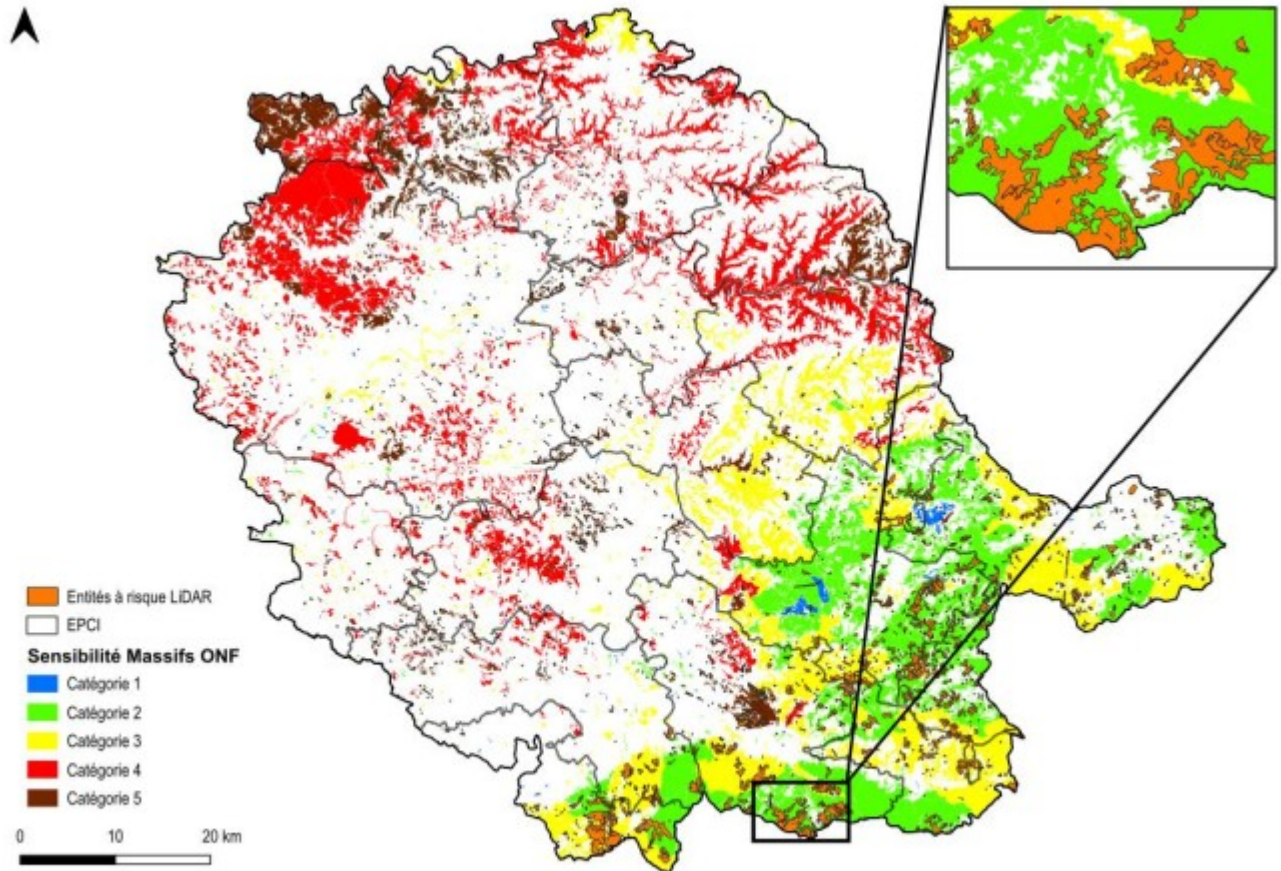 Entités à risque LiDAR
EPCI
Sensibilité Massifs ONF
Catégorie 1
Catégorie 2
Catégorie 3
Catégorie 4
Catégorie 5
0 10 20 km